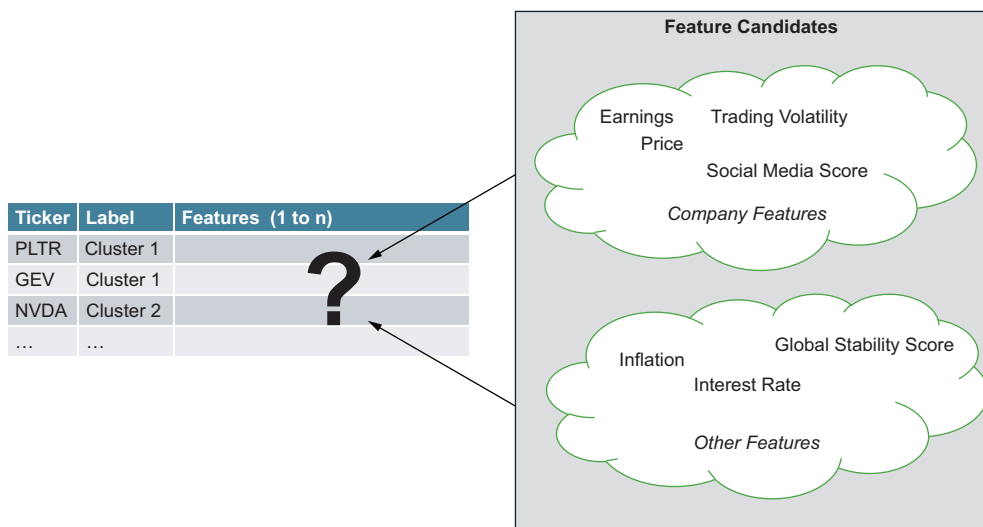 Feature Candidates
Earnings Trading Volatility
Price
Social Media Score
Company Features
Ticker Label Features (1 to n)
PLTR Cluster 1
GEV Cluster 1
NVDA Cluster 2
... ...
?
Global Stability Score
Inflation
Interest Rate
Other Features